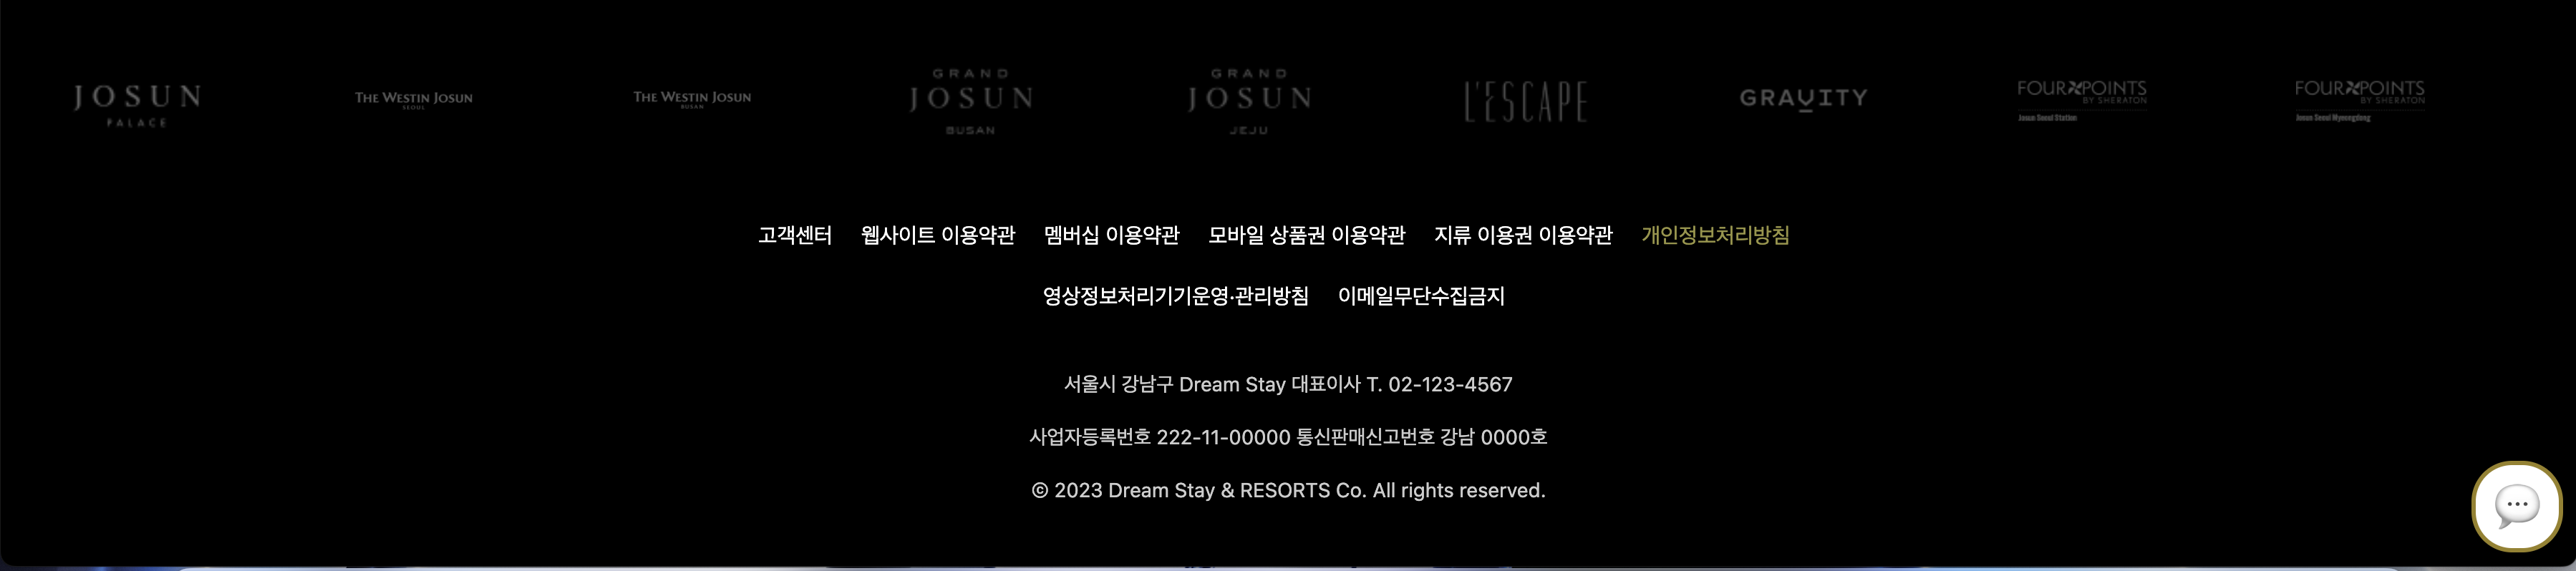 JOSUN
PALACE
THE WESTIN JOSUN
SEOUL
THE WESTIN JOSUN
BUSAN
GRAND
JOSUN
BUSAN
GRAND
JOSUN
JEJU
L'ESCAPE
GRAVITY
FOUR POINTS
BY SHERATON
Josun Seoul Station
FOUR POINTS
BY SHERATON
Josun Seoul Myeongdong
고객센터 웹사이트 이용약관 멤버십 이용약관 모바일 상품권 이용약관 지류 이용권 이용약관 개인정보처리방침
영상정보처리기기운영·관리방침 이메일무단수집금지
서울시 강남구 Dream Stay 대표이사 T. 02-123-4567
사업자등록번호 222-11-00000 통신판매신고번호 강남 0000호
© 2023 Dream Stay & RESORTS Co. All rights reserved.